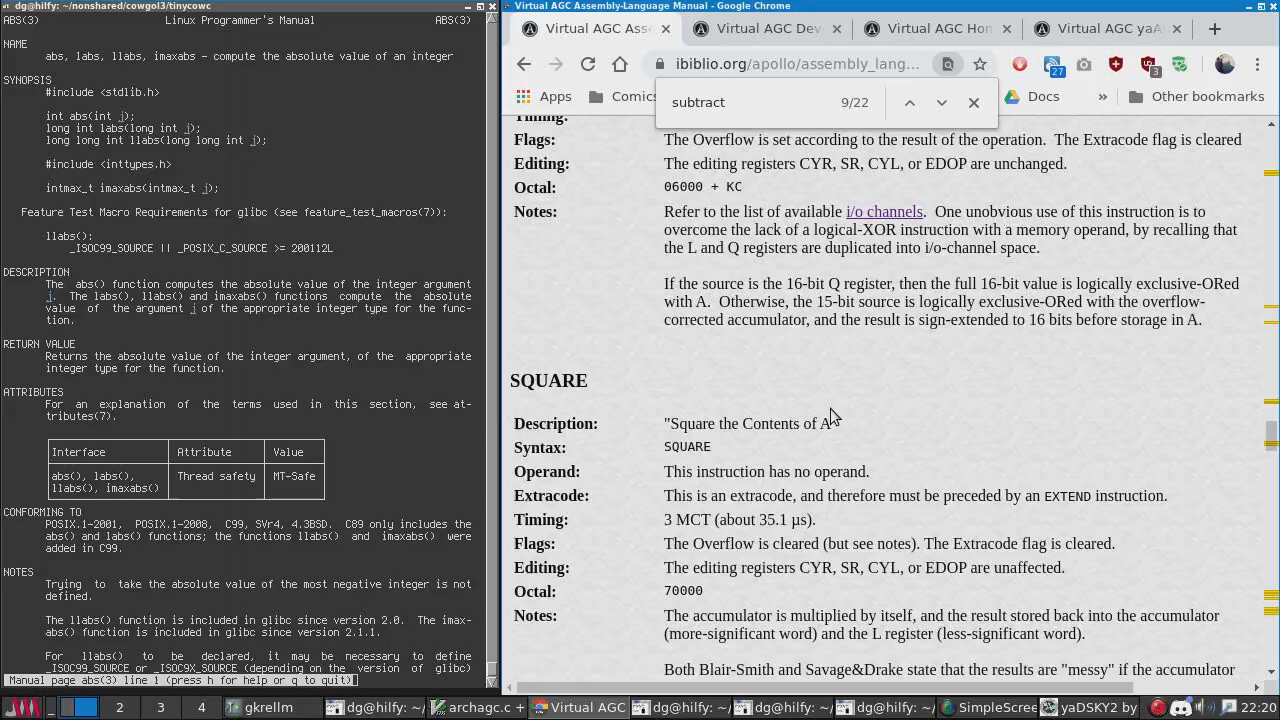 dg@hilfy: ~/nonshared/cowgol3/tinycowc
ABS(3) Linux Programmer's Manual ABS(3)
NAME
abs, labs, llabs, imaxabs - compute the absolute value of an integer
SYNOPSIS
#include <stdlib.h>
int abs(int j);
long int labs(long int j);
long long int llabs(long long int j);
#include <inttypes.h>
intmax_t imaxabs(intmax_t j);
Feature Test Macro Requirements for glibc (see feature_test_macros(7)):
llabs():
_ISOC99_SOURCE || _POSIX_C_SOURCE >= 200112L
DESCRIPTION
The abs() function computes the absolute value of the integer argument
j. The labs(), llabs() and imaxabs() functions compute the absolute
value of the argument j of the appropriate integer type for the func-
tion.
RETURN VALUE
Returns the absolute value of the integer argument, of the appropriate
integer type for the function.
ATTRIBUTES
For an explanation of the terms used in this section, see at-
tributes(7).
Interface Attribute Value
abs(), labs(), Thread safety MT-Safe
llabs(), imaxabs()
CONFORMING TO
POSIX.1-2001, POSIX.1-2008, C99, SVr4, 4.3BSD. C89 only includes the
abs() and labs() functions; the functions llabs() and imaxabs() were
added in C99.
NOTES
Trying to take the absolute value of the most negative integer is not
defined.
The llabs() function is included in glibc since version 2.0. The imax-
abs() function is included in glibc since version 2.1.1.
For llabs() to be declared, it may be necessary to define
_ISOC99_SOURCE or _ISOC9X_SOURCE (depending on the version of glibc)
Manual page abs(3) line 1 (press h for help or q to quit)
Virtual AGC Assembly-Language Manual - Google Chrome
Virtual AGC Asse Virtual AGC Dev Virtual AGC Hon Virtual AGC yaA
ibiblio.org/apollo/assembly_lang... 27 3
Apps Comics Docs » Other bookmarks
subtract 9/22
Timing:
Flags: The Overflow is set according to the result of the operation. The Extracode flag is cleared
Editing: The editing registers CYR, SR, CYL, or EDOP are unchanged.
Octal: 06000 + KC
Notes: Refer to the list of available i/o channels. One unobvious use of this instruction is to
overcome the lack of a logical-XOR instruction with a memory operand, by recalling that
the L and Q registers are duplicated into i/o-channel space.
If the source is the 16-bit Q register, then the full 16-bit value is logically exclusive-ORed
with A. Otherwise, the 15-bit source is logically exclusive-ORed with the overflow-
corrected accumulator, and the result is sign-extended to 16 bits before storage in A.
SQUARE
Description: "Square the Contents of A"
Syntax: SQUARE
Operand: This instruction has no operand.
Extracode: This is an extracode, and therefore must be preceded by an EXTEND instruction.
Timing: 3 MCT (about 35.1 µs).
Flags: The Overflow is cleared (but see notes). The Extracode flag is cleared.
Editing: The editing registers CYR, SR, CYL, or EDOP are unaffected.
Octal: 70000
Notes: The accumulator is multiplied by itself, and the result stored back into the accumulator
(more-significant word) and the L register (less-significant word).
Both Blair-Smith and Savage&Drake state that the results are "messy" if the accumulator
2 3 4 gkrellm dg@hilfy: ~/n archagc.c + Virtual AGC dg@hilfy: ~/n dg@hilfy: ~/n dg@hilfy: ~/n SimpleScree yaDSKY2 by 22:20